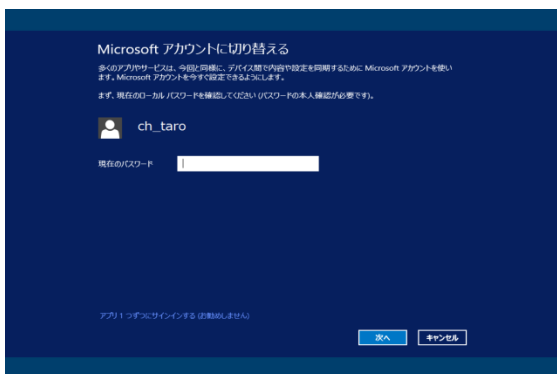 Microsoft アカウントに切り替える
多くのアプリやサービスは、今回と同様に、デバイス間で内容や設定を同期するために Microsoft アカウントを使い
ます。Microsoft アカウントを今すぐ設定できるようにします。
まず、現在のローカル パスワードを確認してください (パスワードの本人確認が必要です)。
ch_taro
現在のパスワード
アプリ 1 つずつにサインインする (お勧めしません)
次へ
キャンセル